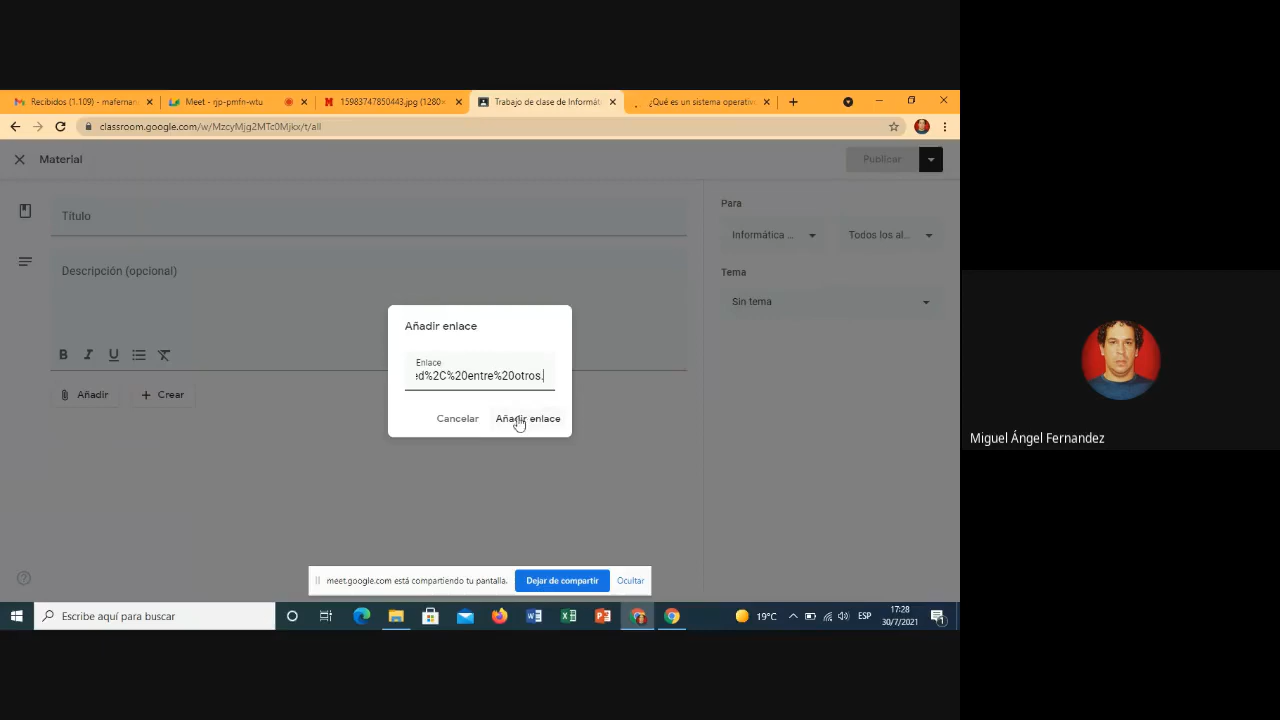 Recibidos (1.109) - mafernan
Meet - rjp-pmfn-wtu
15983747850443.jpg (1280×
Trabajo de clase de Informát
¿Qué es un sistema operativ
classroom.google.com/w/MzcyMjg2MTc0Mjkx/t/all
Material
Publicar
Título
Para
Informática ...
Todos los al...
Descripción (opcional)
Tema
Sin tema
B I U
Añadir
Crear
Añadir enlace
Enlace
ed%2C%20entre%20otros.
Cancelar
Añadir enlace
meet.google.com está compartiendo tu pantalla.
Dejar de compartir
Ocultar
Escribe aquí para buscar
19°C
ESP
17:28
30/7/2021
1
Miguel Ángel Fernandez